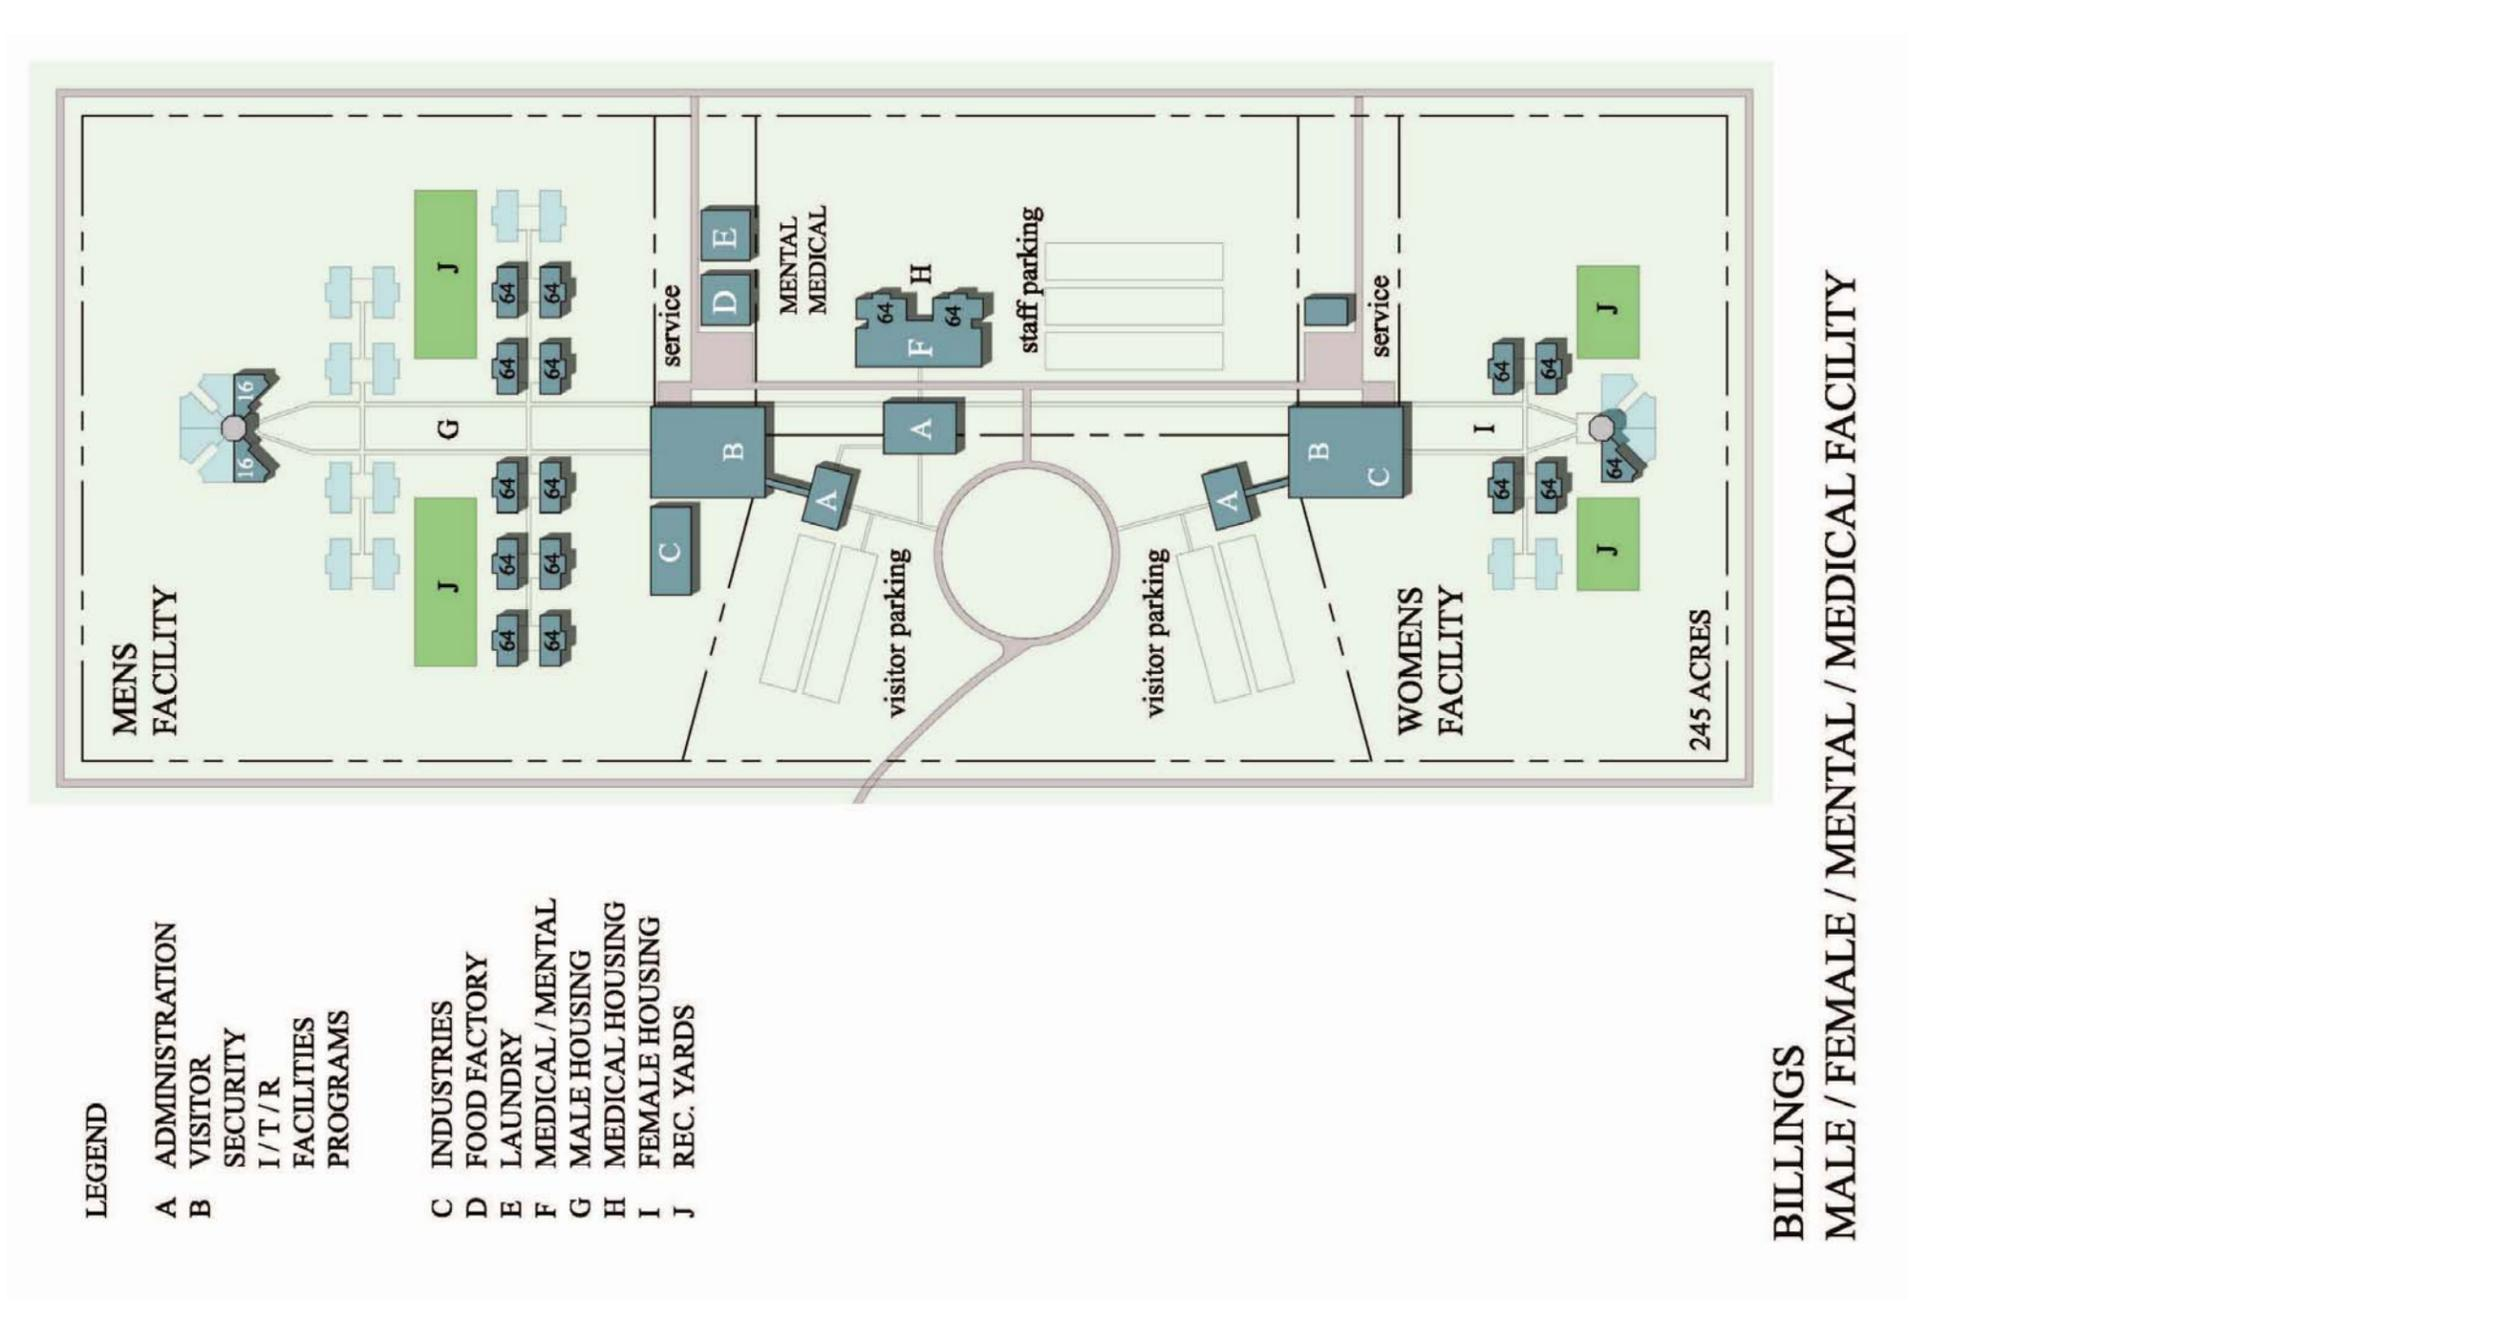 LEGEND
A ADMINISTRATION
B VISITOR
SECURITY
I / T / R
FACILITIES
PROGRAMS
C INDUSTRIES
D FOOD FACTORY
E LAUNDRY
F MEDICAL / MENTAL
G MALE HOUSING
H MEDICAL HOUSING
I FEMALE HOUSING
J REC. YARDS
MENS
FACILITY
16 16
J G J
64 64 64 64 64
64 64 64 64 64
C service
B D E
MENTAL
MEDICAL
A
64
visitor parking
A F H
64
staff parking
visitor parking
A
B
C service
WOMENS
FACILITY
I
64 64
64 64
J 64 J
245 ACRES
BILLINGS
MALE / FEMALE / MENTAL / MEDICAL FACILITY